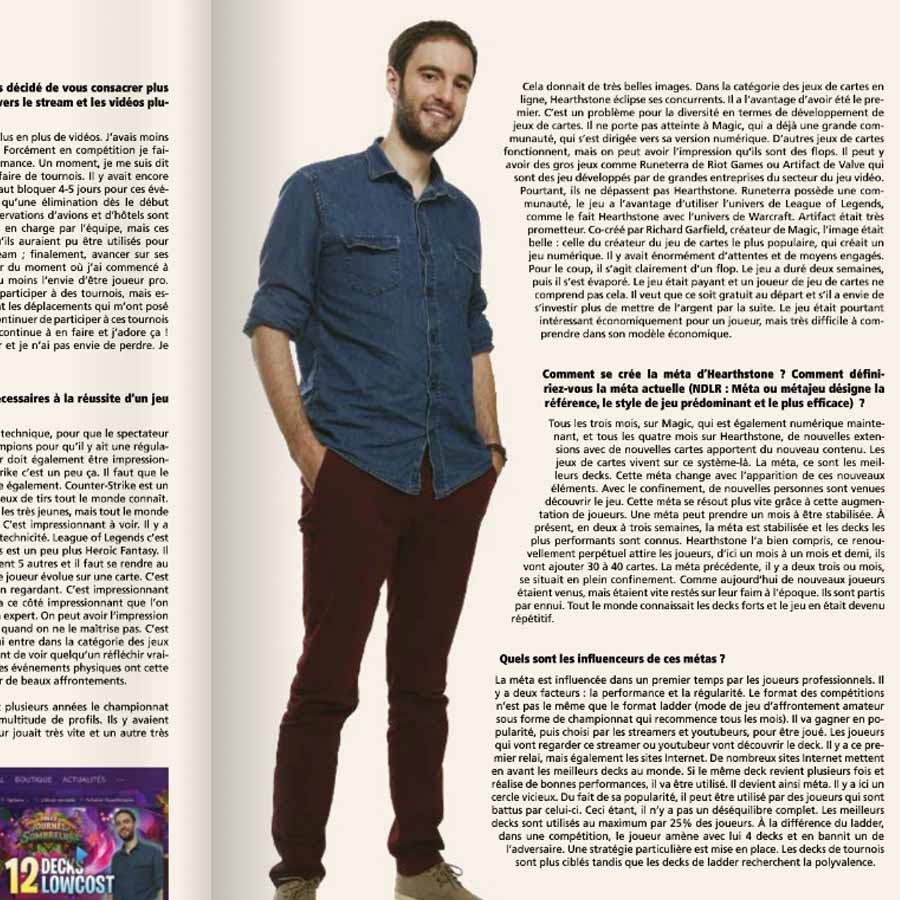 s décidé de vous consacrer plus
vers le stream et les vidéos plu-
lus en plus de vidéos. J'avais moins
Forcément en compétition je fai-
mance. Un moment, je me suis dit
faire de tournois. Il y avait encore
aut bloquer 4-5 jours pour ces évé-
qu'une élimination dès le début
ervations d'avions et d'hôtels sont
en charge par l'équipe, mais ces
'ils auraient pu être utilisés pour
eam ; finalement, avancer sur ses
r du moment où j'ai commencé à
u moins l'envie d'être joueur pro.
participer à des tournois, mais es-
t les déplacements qui m'ont posé
ontinuer de participer à ces tournois
continue à en faire et j'adore ça !
r et je n'ai pas envie de perdre. Je
écessaires à la réussite d'un jeu
technique, pour que le spectateur
mpions pour qu'il y ait une régula-
r doit également être impression-
rike c'est un peu ça. Il faut que le
e également. Counter-Strike est un
eux de tirs tout le monde connaît.
les très jeunes, mais tout le monde
C'est impressionnant à voir. Il y a
technicité. League of Legends c'est
s est un peu plus Heroic Fantasy. Il
ent 5 autres et il faut se rendre au
e joueur évolue sur une carte. C'est
n regardant. C'est impressionnant
a ce côté impressionnant que l'on
expert. On peut avoir l'impression
quand on ne le maîtrise pas. C'est
i entre dans la catégorie des jeux
nt de voir quelqu'un réfléchir vrai-
es événements physiques ont cette
r de beaux affrontements.
plusieurs années le championnat
multitude de profils. Ils y avaient
ur jouait très vite et un autre très
BOUTIQUE ACTUALITÉS
FOLLE
JOURNÉE
SOMBRELUNE
12 DECKS
LOWCOST
Cela donnait de très belles images. Dans la catégorie des jeux de cartes en
ligne, Hearthstone éclipse ses concurrents. Il a l'avantage d'avoir été le pre-
mier. C'est un problème pour la diversité en termes de développement de
jeux de cartes. Il ne porte pas atteinte à Magic, qui a déjà une grande com-
munauté, qui s'est dirigée vers sa version numérique. D'autres jeux de cartes
fonctionnent, mais on peut avoir l'impression qu'ils sont des flops. Il peut y
avoir des gros jeux comme Runeterra de Riot Games ou Artifact de Valve qui
sont des jeu développés par de grandes entreprises du secteur du jeu vidéo.
Pourtant, ils ne dépassent pas Hearthstone. Runeterra possède une com-
munauté, le jeu a l'avantage d'utiliser l'univers de League of Legends,
comme le fait Hearthstone avec l'univers de Warcraft. Artifact était très
prometteur. Co-créé par Richard Garfield, créateur de Magic, l'image était
belle : celle du créateur du jeu de cartes le plus populaire, qui créait un
jeu numérique. Il y avait énormément d'attentes et de moyens engagés.
Pour le coup, il s'agit clairement d'un flop. Le jeu a duré deux semaines,
puis il s'est évaporé. Le jeu était payant et un joueur de jeu de cartes ne
comprend pas cela. Il veut que ce soit gratuit au départ et s'il a envie de
s'investir plus de mettre de l'argent par la suite. Le jeu était pourtant
intéressant économiquement pour un joueur, mais très difficile à com-
prendre dans son modèle économique.
Comment se crée la méta d'Hearthstone ? Comment défini-
riez-vous la méta actuelle (NDLR : Méta ou métajeu désigne la
référence, le style de jeu prédominant et le plus efficace) ?
Tous les trois mois, sur Magic, qui est également numérique mainte-
nant, et tous les quatre mois sur Hearthstone, de nouvelles exten-
sions avec de nouvelles cartes apportent du nouveau contenu. Les
jeux de cartes vivent sur ce système-là. La méta, ce sont les meil-
leurs decks. Cette méta change avec l'apparition de ces nouveaux
éléments. Avec le confinement, de nouvelles personnes sont venues
découvrir le jeu. Cette méta se résout plus vite grâce à cette augmen-
tation de joueurs. Une méta peut prendre un mois à être stabilisée. À
présent, en deux à trois semaines, la méta est stabilisée et les decks les
plus performants sont connus. Hearthstone l'a bien compris, ce renou-
vellement perpétuel attire les joueurs, d'ici un mois à un mois et demi, ils
vont ajouter 30 à 40 cartes. La méta précédente, il y a deux trois ou mois,
se situait en plein confinement. Comme aujourd'hui de nouveaux joueurs
étaient venus, mais étaient vite restés sur leur faim à l'époque. Ils sont partis
par ennui. Tout le monde connaissait les decks forts et le jeu en était devenu
répétitif.
Quels sont les influenceurs de ces métas ?
La méta est influencée dans un premier temps par les joueurs professionnels. Il
y a deux facteurs : la performance et la régularité. Le format des compétitions
n'est pas le même que le format ladder (mode de jeu d'affrontement amateur
sous forme de championnat qui recommence tous les mois). Il va gagner en po-
pularité, puis choisi par les streamers et youtubeurs, pour être joué. Les joueurs
qui vont regarder ce streamer ou youtubeur vont découvrir le deck. Il y a ce pre-
mier relai, mais également les sites Internet. De nombreux sites Internet mettent
en avant les meilleurs decks au monde. Si le même deck revient plusieurs fois et
réalise de bonnes performances, il va être utilisé. Il devient ainsi méta. Il y a ici un
cercle vicieux. Du fait de sa popularité, il peut être utilisé par des joueurs qui sont
battus par celui-ci. Ceci étant, il n'y a pas un déséquilibre complet. Les meilleurs
decks sont utilisés au maximum par 25% des joueurs. À la différence du ladder,
dans une compétition, le joueur amène avec lui 4 decks et en bannit un de
l'adversaire. Une stratégie particulière est mise en place. Les decks de tournois
sont plus ciblés tandis que les decks de ladder recherchent la polyvalence.